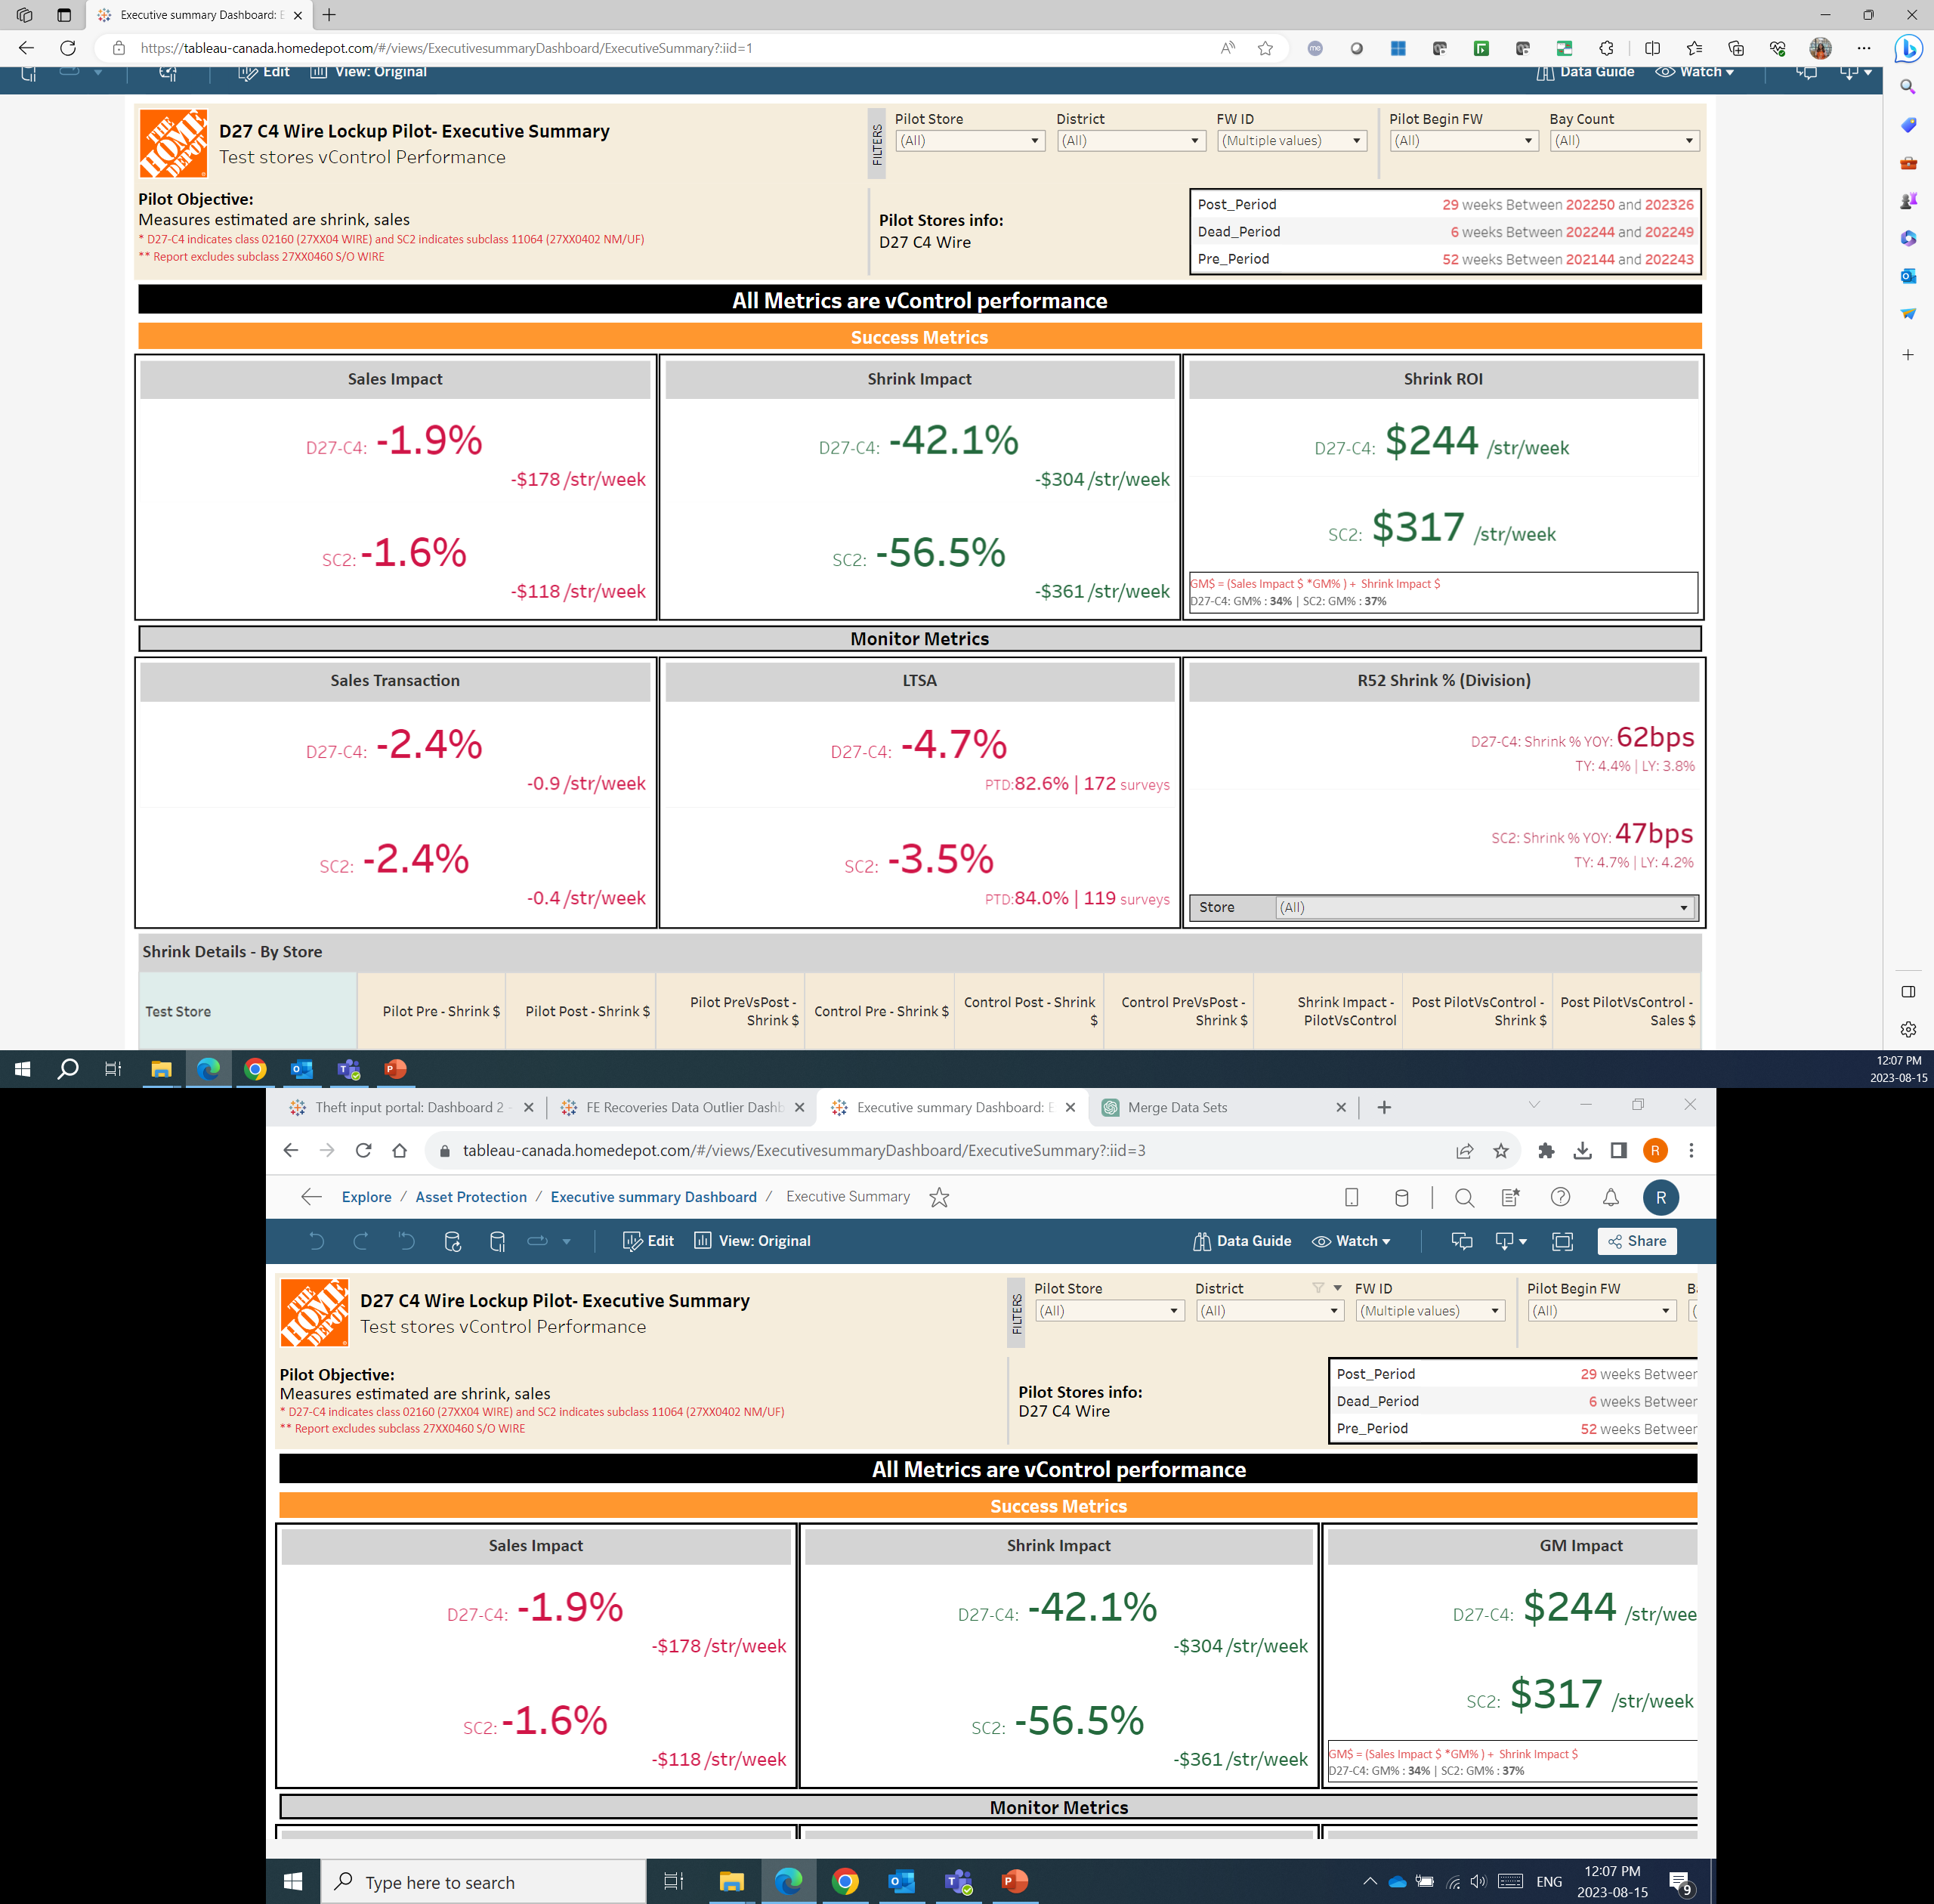 Executive summary Dashboard: E
https://tableau-canada.homedepot.com/#/views/ExecutivesummaryDashboard/ExecutiveSummary?:iid=1
Edit
View: Original
Data Guide
Watch
THE HOME DEPOT
D27 C4 Wire Lockup Pilot- Executive Summary
Test stores vControl Performance
FILTERS
Pilot Store
District
FW ID
Pilot Begin FW
Bay Count
(All)
(All)
(Multiple values)
(All)
(All)
Pilot Objective:
Measures estimated are shrink, sales
* D27-C4 indicates class 02160 (27XX04 WIRE) and SC2 indicates subclass 11064 (27XX0402 NM/UF)
** Report excludes subclass 27XX0460 S/O WIRE
Pilot Stores info:
D27 C4 Wire
Post_Period 29 weeks Between 202250 and 202326
Dead_Period 6 weeks Between 202244 and 202249
Pre_Period 52 weeks Between 202144 and 202243
All Metrics are vControl performance
Success Metrics
Sales Impact
D27-C4: -1.9%
-$178 /str/week
SC2: -1.6%
-$118 /str/week
Shrink Impact
D27-C4: -42.1%
-$304 /str/week
SC2: -56.5%
-$361 /str/week
Shrink ROI
D27-C4: $244 /str/week
SC2: $317 /str/week
GM$ = (Sales Impact $ *GM% ) + Shrink Impact $
D27-C4: GM% : 34% | SC2: GM% : 37%
Monitor Metrics
Sales Transaction
D27-C4: -2.4%
-0.9 /str/week
SC2: -2.4%
-0.4 /str/week
LTSA
D27-C4: -4.7%
PTD:82.6% | 172 surveys
SC2: -3.5%
PTD:84.0% | 119 surveys
R52 Shrink % (Division)
D27-C4: Shrink % YOY: 62bps
TY: 4.4% | LY: 3.8%
SC2: Shrink % YOY: 47bps
TY: 4.7% | LY: 4.2%
Store (All)
Shrink Details - By Store
Test Store
Pilot Pre - Shrink $
Pilot Post - Shrink $
Pilot PreVsPost -
Shrink $
Control Pre - Shrink $
Control Post - Shrink
$
Control PreVsPost -
Shrink $
Shrink Impact -
PilotVsControl
Post PilotVsControl -
Shrink $
Post PilotVsControl -
Sales $
12:07 PM
2023-08-15
Theft input portal: Dashboard 2 -
FE Recoveries Data Outlier Dashb
Executive summary Dashboard: E
Merge Data Sets
tableau-canada.homedepot.com/#/views/ExecutivesummaryDashboard/ExecutiveSummary?:iid=3
R
Explore / Asset Protection / Executive summary Dashboard / Executive Summary
R
Edit
View: Original
Data Guide
Watch
Share
THE HOME DEPOT
D27 C4 Wire Lockup Pilot- Executive Summary
Test stores vControl Performance
FILTERS
Pilot Store
District
FW ID
Pilot Begin FW
(All)
(All)
(Multiple values)
(All)
Pilot Objective:
Measures estimated are shrink, sales
* D27-C4 indicates class 02160 (27XX04 WIRE) and SC2 indicates subclass 11064 (27XX0402 NM/UF)
** Report excludes subclass 27XX0460 S/O WIRE
Pilot Stores info:
D27 C4 Wire
Post_Period 29 weeks Between
Dead_Period 6 weeks Between
Pre_Period 52 weeks Between
All Metrics are vControl performance
Success Metrics
Sales Impact
D27-C4: -1.9%
-$178 /str/week
SC2: -1.6%
-$118 /str/week
Shrink Impact
D27-C4: -42.1%
-$304 /str/week
SC2: -56.5%
-$361 /str/week
GM Impact
D27-C4: $244 /str/wee
SC2: $317 /str/week
GM$ = (Sales Impact $ *GM% ) + Shrink Impact $
D27-C4: GM% : 34% | SC2: GM% : 37%
Monitor Metrics
Type here to search
ENG
12:07 PM
2023-08-15
9